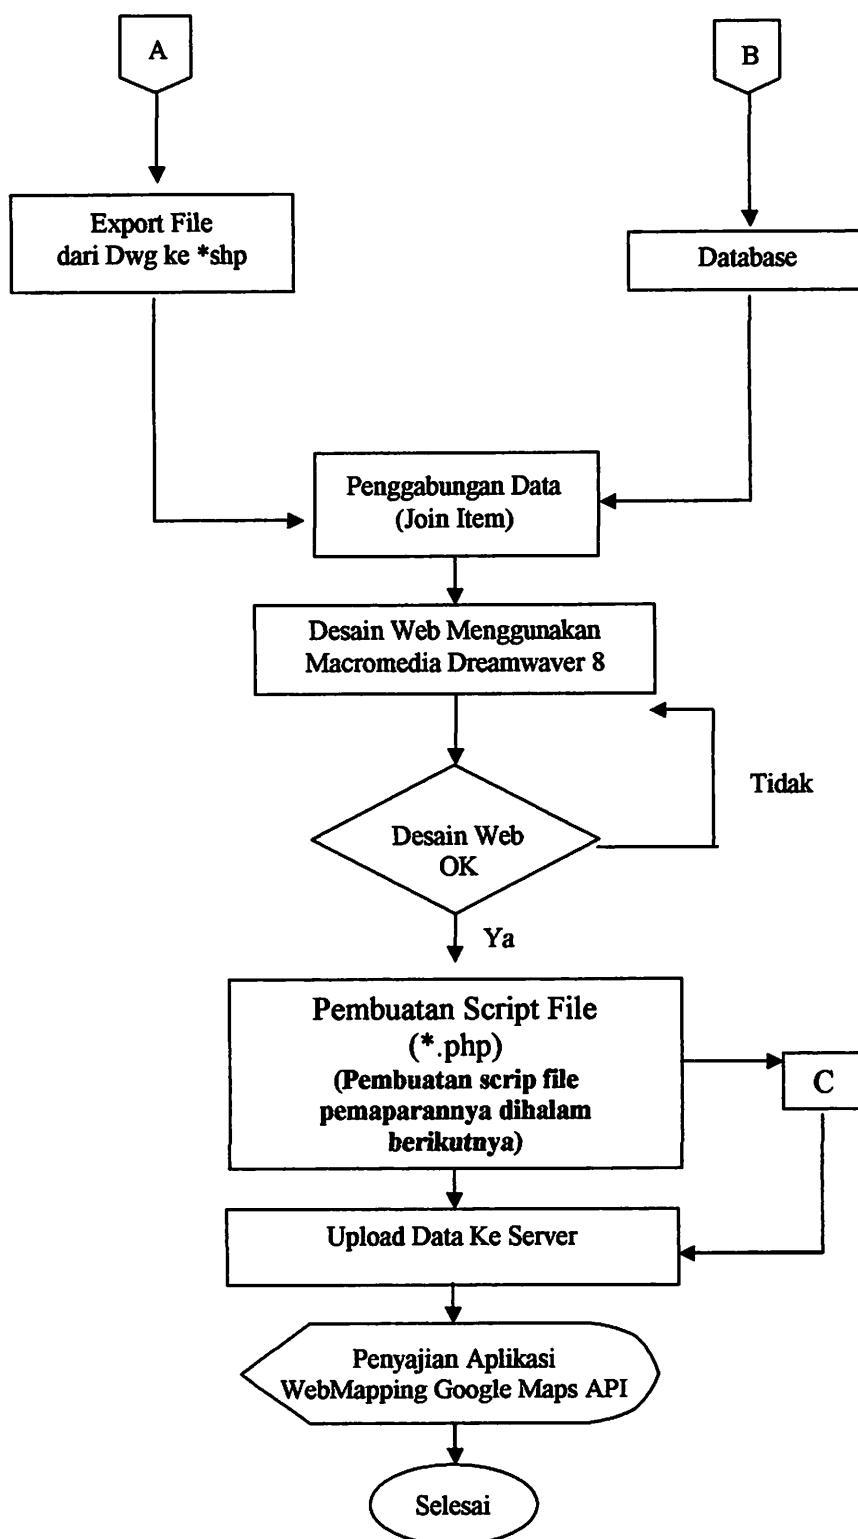 A
B
Export File
dari Dwg ke *shp
Database
Penggabungan Data
(Join Item)
Desain Web Menggunakan
Macromedia Dreamwaver 8
Tidak
Desain Web
OK
Ya
Pembuatan Script File
(*.php)
(Pembuatan scrip file
pemaparannya dihalam
berikutnya)
C
Upload Data Ke Server
Penyajian Aplikasi
WebMapping Google Maps API
Selesai